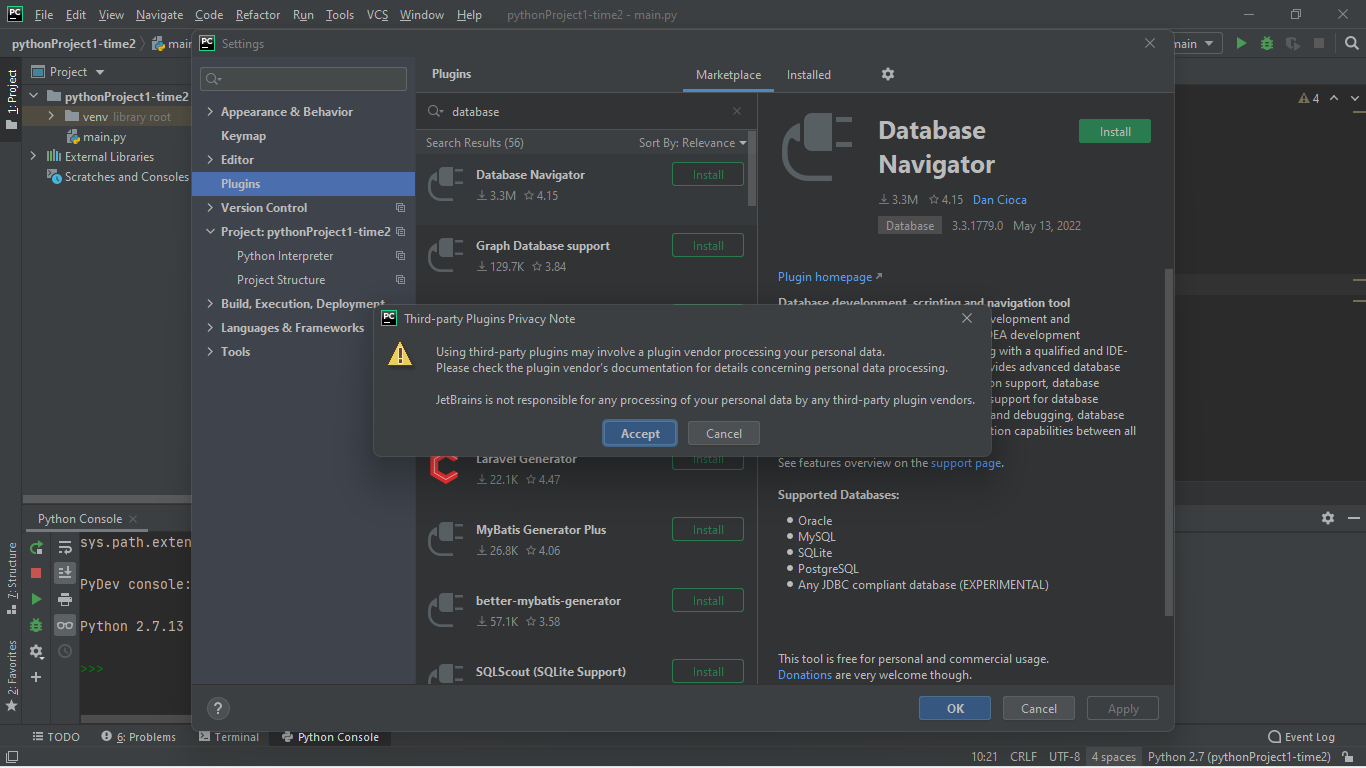 PC File Edit View Navigate Code Refactor Run Tools VCS Window Help pythonProject1-time2 - main.py
pythonProject1-time2 main
PC Settings
main
1: Project
Project
pythonProject1-time2
venv library root
main.py
External Libraries
Scratches and Consoles
Appearance & Behavior
Keymap
Editor
Plugins
Version Control
Project: pythonProject1-time2
Python Interpreter
Project Structure
Build, Execution, Deployment
Languages & Frameworks
Tools
Plugins Marketplace Installed
database
Search Results (56) Sort By: Relevance
Database Navigator Install
3.3M 4.15
Graph Database support Install
129.7K 3.84
Laravel Generator Install
22.1K 4.47
MyBatis Generator Plus Install
26.8K 4.06
better-mybatis-generator Install
57.1K 3.58
SQLScout (SQLite Support) Install
Database
Navigator
Install
3.3M 4.15 Dan Cioca
Database 3.3.1779.0 May 13, 2022
Plugin homepage
Database development, scripting and navigation tool
velopment and
DEA development
g with a qualified and IDE-
vides advanced database
on support, database
support for database
and debugging, database
tion capabilities between all
See features overview on the support page.
Supported Databases:
Oracle
MySQL
SQLite
PostgreSQL
Any JDBC compliant database (EXPERIMENTAL)
This tool is free for personal and commercial usage.
Donations are very welcome though.
PC Third-party Plugins Privacy Note
Using third-party plugins may involve a plugin vendor processing your personal data.
Please check the plugin vendor's documentation for details concerning personal data processing.
JetBrains is not responsible for any processing of your personal data by any third-party plugin vendors.
Accept Cancel
? OK Cancel Apply
4
Python Console
sys.path.exten
PyDev console:
Python 2.7.13
>>>
7: Structure
2: Favorites
TODO 6: Problems Terminal Python Console Event Log
10:21 CRLF UTF-8 4 spaces Python 2.7 (pythonProject1-time2)